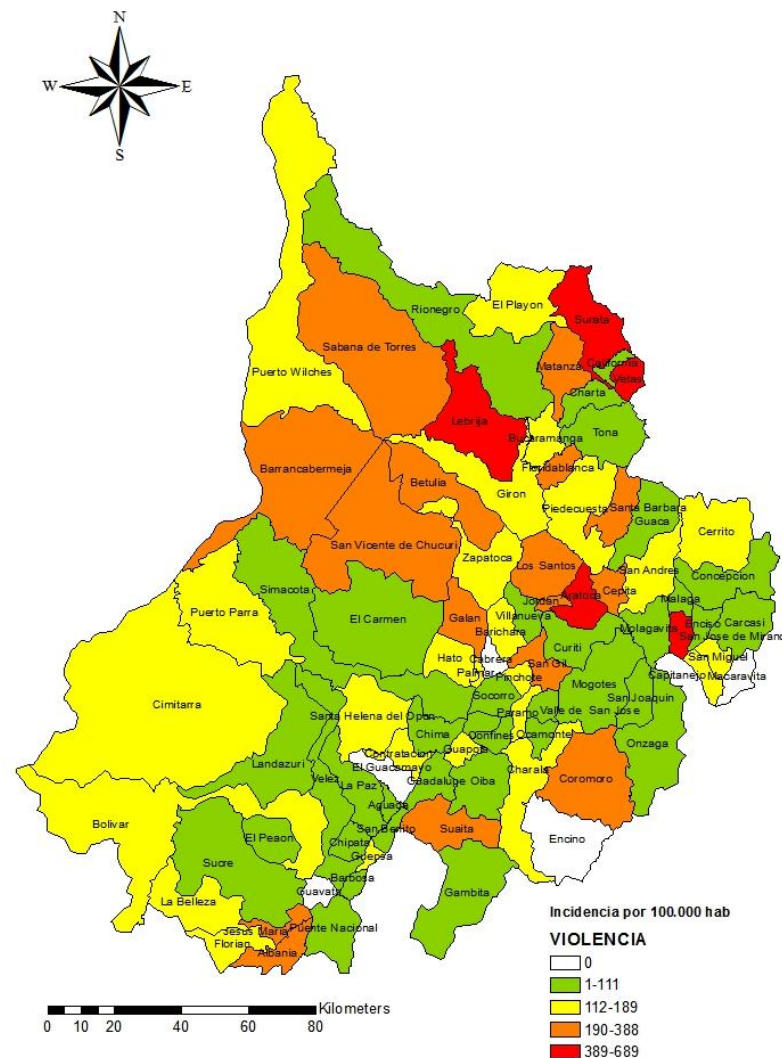 N
W E
S
Rionegro
El Playon
Surata
Sabana de Torres
Puerto Wilches
Matanza
California
Vetas
Charta
Lebrija
Bucaramanga
Tona
Barrancabermeja
Betulia
Floridablanca
Giron
Piedecuesta
Santa Barbara
Guaca
Cerrito
San Vicente de Chucuri
Zapatoca
Los Santos
San Andres
Concepcion
Simacota
Jordan
Aratoca
Cepita
Malaga
Puerto Parra
El Carmen
Galan
Villanueva
Barichara
Curiti
Molagavita
Enciso
Carcasi
San Jose de Mirand
Hato
Cabrera
Palmar
San Gil
San Miguel
Capitanejo
Macaravita
Pinchote
Mogotes
Cimitarra
Socorro
Paramo
Valle de San Jose
San Joaquin
Santa Helena del Opon
Chima
Confines
Ocamonte
Onzaga
Contratacion
Guapota
El Guacamayo
Charala
Landazuri
Velez
La Paz
Guadalupe
Oiba
Coromoro
Aguada
Bolivar
El Peaon
San Benito
Suaita
Encino
Chipata
Sucre
Guepsa
Barbosa
Guavata
Gambita
La Belleza
Jesus Maria
Puente Nacional
Florian
Albania
Incidencia por 100.000 hab
VIOLENCIA
0
1-111
112-189
190-388
389-689
Kilometers
0 10 20 40 60 80